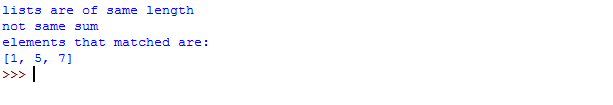 lists are of same length
not same sum
elements that matched are:
[1, 5, 7]
>>>